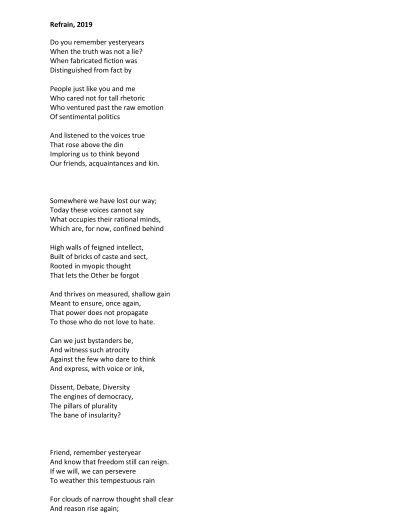 Refrain, 2019
Do you remember yesteryears
When the truth was not a lie?
When fabricated fiction was
Distinguished from fact by
People just like you and me
Who cared not for tall rhetoric
Who ventured past the raw emotion
Of sentimental politics
And listened to the voices true
That rose above the din
Imploring us to think beyond
Our friends, acquaintances and kin.
Somewhere we have lost our way;
Today these voices cannot say
What occupies their rational minds,
Which are, for now, confined behind
High walls of feigned intellect,
Built of bricks of caste and sect,
Rooted in myopic thought
That lets the Other be forgot
And thrives on measured, shallow gain
Meant to ensure, once again,
That power does not propagate
To those who do not love to hate.
Can we just bystanders be,
And witness such atrocity
Against the few who dare to think
And express, with voice or ink,
Dissent, Debate, Diversity
The engines of democracy,
The pillars of plurality
The bane of insularity?
Friend, remember yesteryear
And know that freedom still can reign.
If we will, we can persevere
To weather this tempestuous rain
For clouds of narrow thought shall clear
And reason rise again;